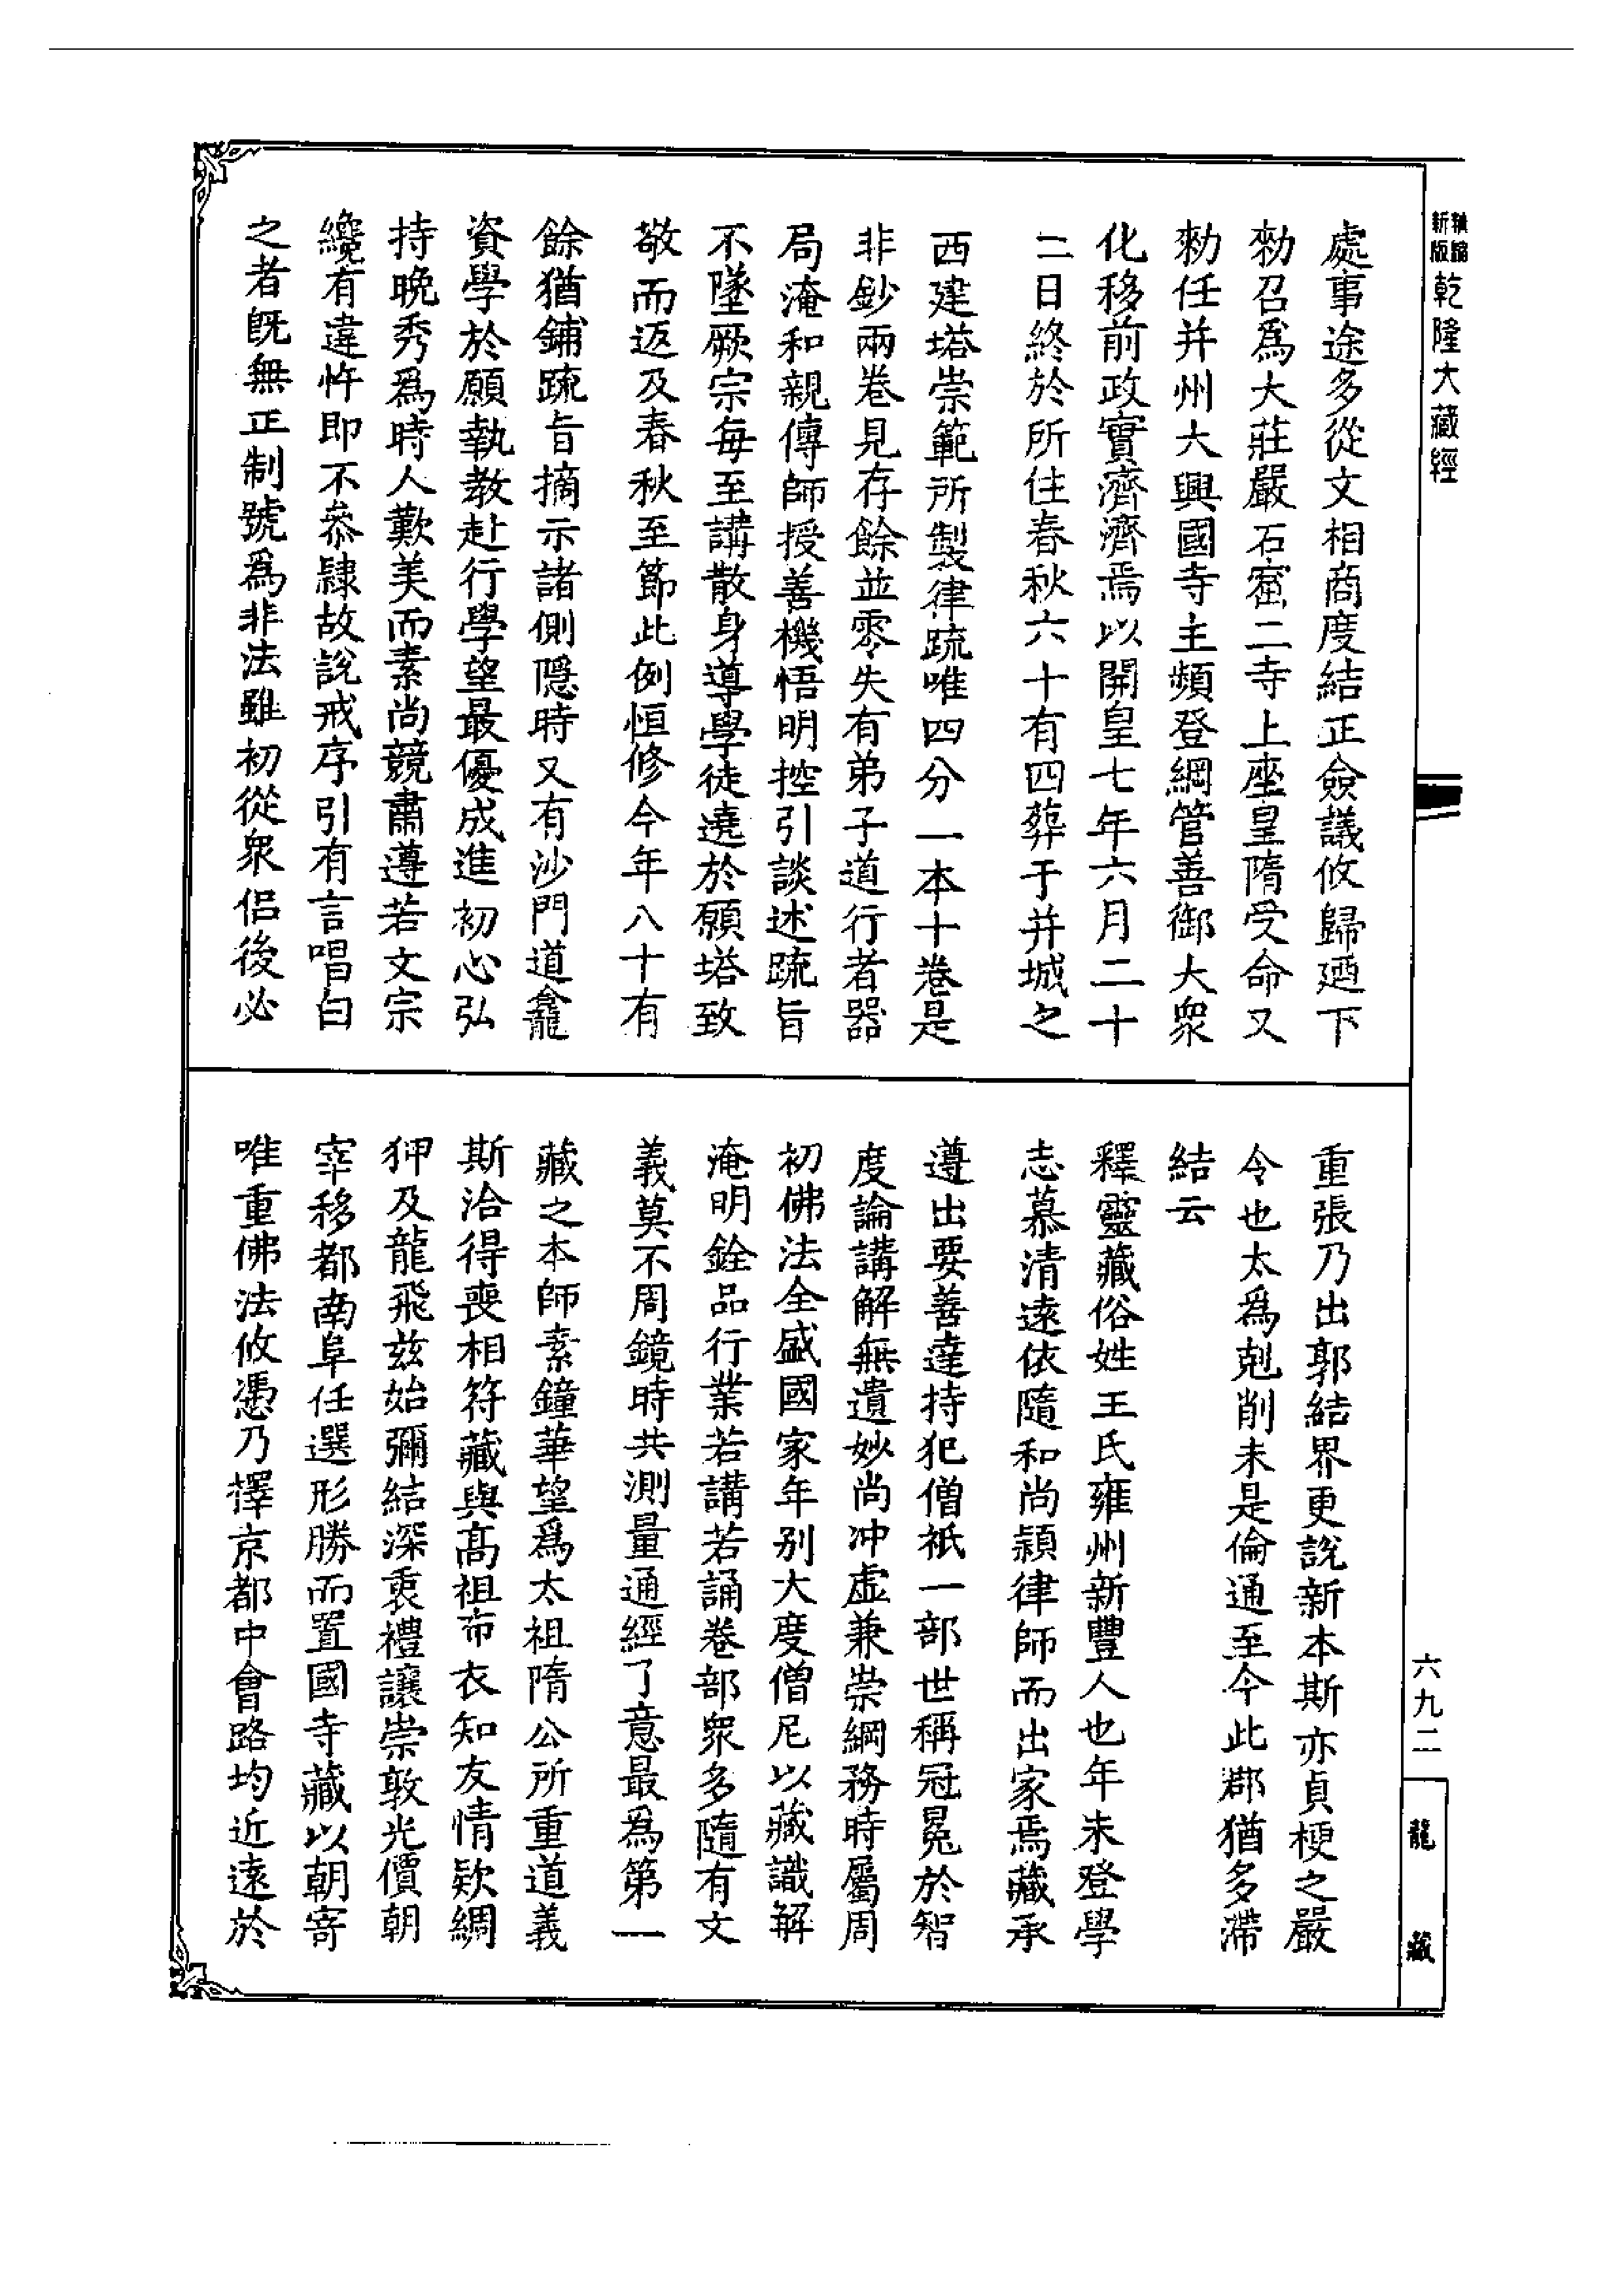 新版精縮乾隆大藏經
處事途多從文相商度結正僉議攸歸迺下
勑召爲大莊嚴石窟二寺上座皇隋受命又
勑任并州大興國寺主頻登綱管善御大衆
化移前政實濟濟焉以開皇七年六月二十
二日終於所住春秋六十有四葬于并城之
西建塔崇範所製律䟽唯四分一本十卷是
非鈔兩卷見存餘並零失有弟子道行者器
局淹和親傳師授善機悟明控引談述䟽旨
不墜厥宗每至講散身導學徒遶於願塔致
敬而返及春秋至節此例恒修今年八十有
餘猶鋪䟽旨摘示諸側隱時又有沙門道龕
資學於願執教赴行學望最優成進初心弘
持晚秀爲時人歎美而素尚競肅遵若文宗
纔有違忤即不叅隸故說戒序引有言唱白
之者旣無正制號爲非法雖初從衆侶後必
重張乃出郭結界更說新本斯亦貞梗之嚴
令也太爲剋削未是倫通至今此郡猶多滯
結云
釋靈藏俗姓王氏雍州新豐人也年未登學
志慕清遠依隨和尚頴律師而出家焉藏承
遵出要善達持犯僧祇一部世稱冠冕於智
度論講解無遺妙尚冲虛兼崇綱務時屬周
初佛法全盛國家年別大度僧尼以藏識解
淹明銓品行業若講若誦卷部衆多隨有文
義莫不周鏡時共測量通經了意最爲第一
藏之本師素鐘華望爲太祖隋公所重道義
斯洽得喪相符藏與高祖布衣知友情欵綢
狎及龍飛兹始彌結深衷禮讓崇敦光價朝
宰移都南阜任選形勝而置國寺藏以朝寄
唯重佛法攸憑乃擇京都中會路均近遠於
六九二
龍藏